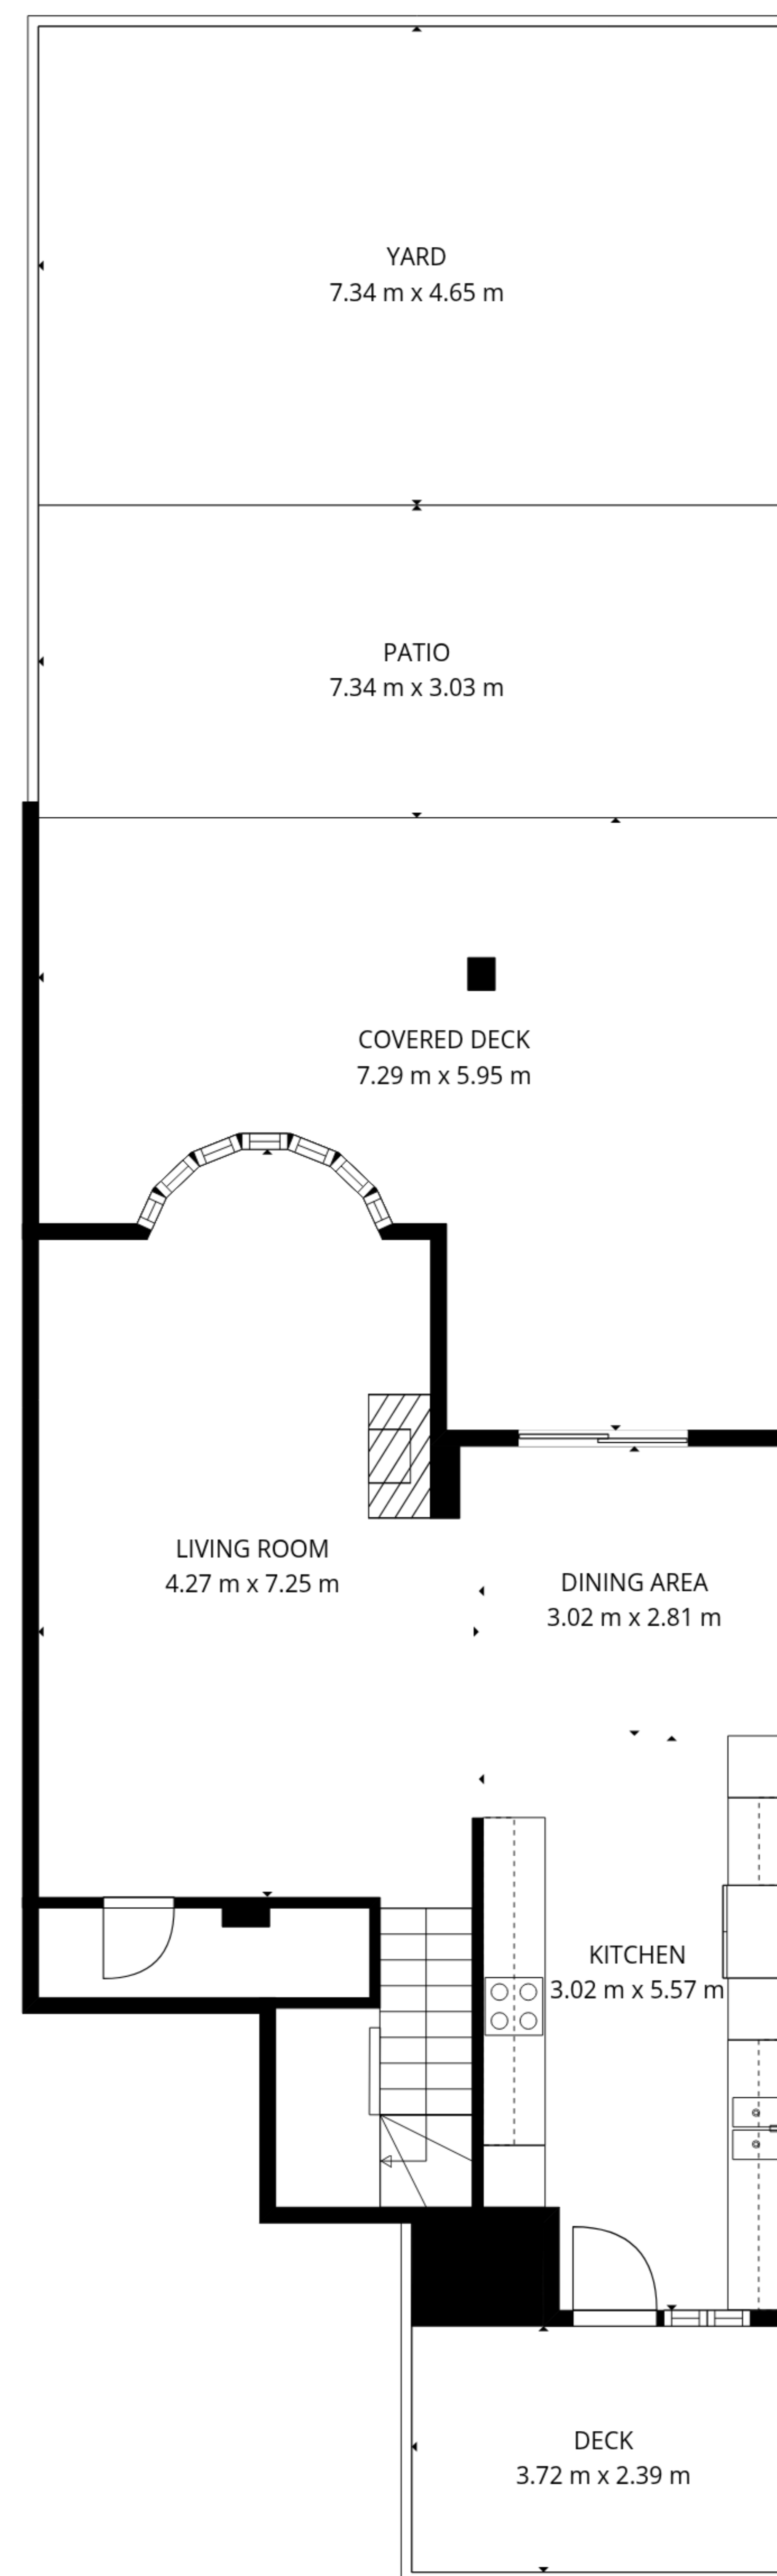 YARD
7.34 m x 4.65 m
PATIO
7.34 m x 3.03 m
COVERED DECK
7.29 m x 5.95 m
LIVING ROOM
4.27 m x 7.25 m
DINING AREA
3.02 m x 2.81 m
KITCHEN
3.02 m x 5.57 m
DECK
3.72 m x 2.39 m